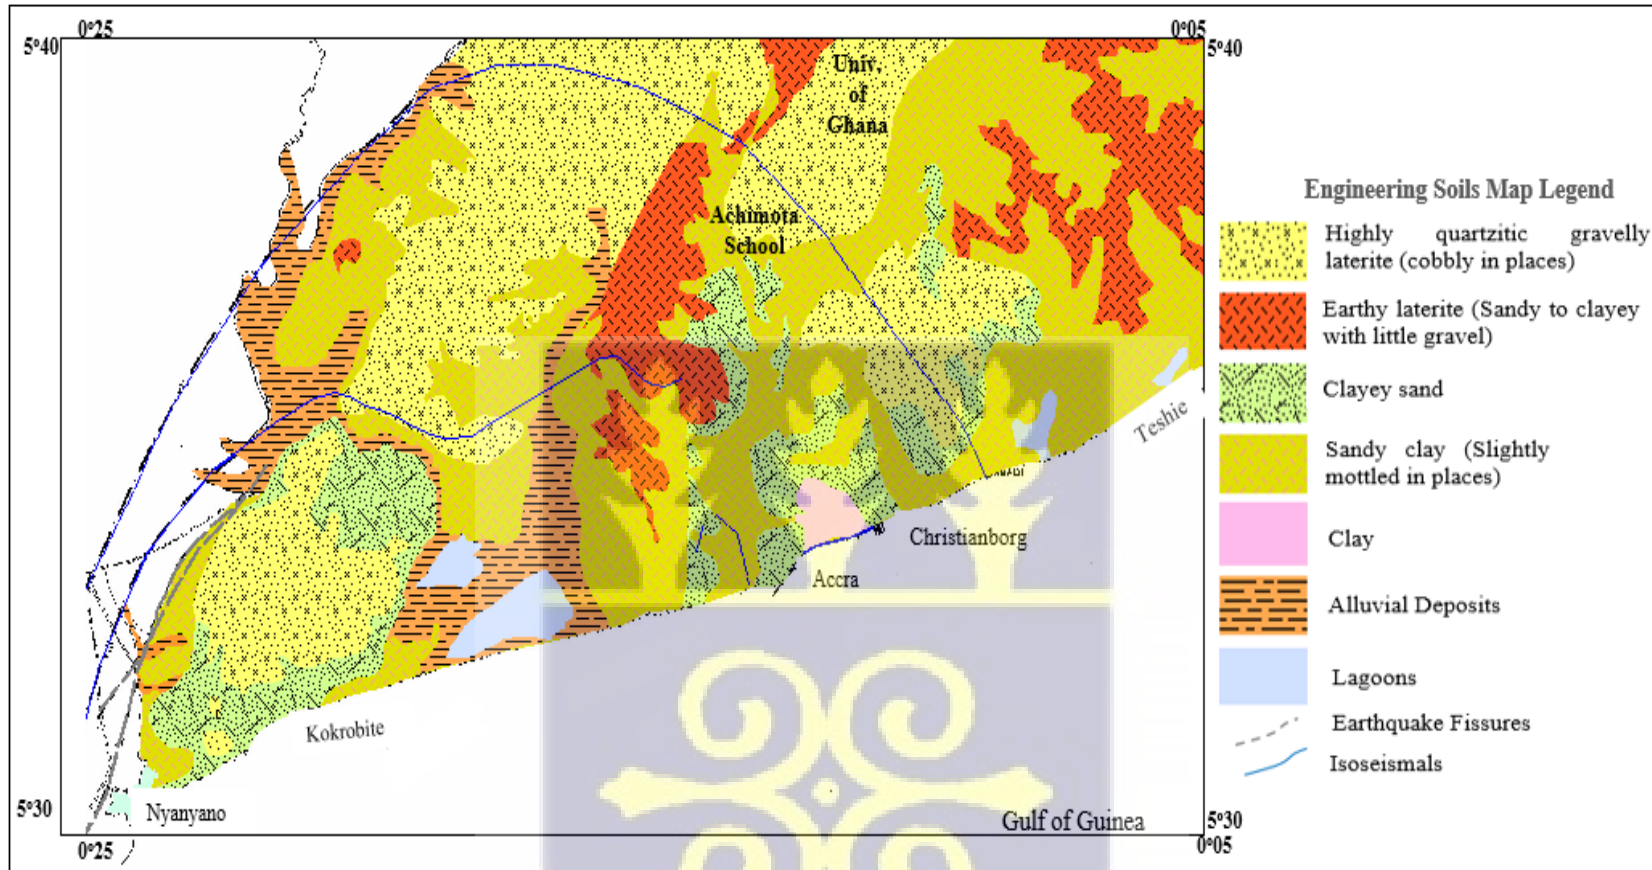 0°25
0°05
5°40
5°40
Univ.
of
Ghana
Achimota
School
Engineering Soils Map Legend
Highly quartzitic gravelly
laterite (cobbly in places)
Earthy laterite (Sandy to clayey
with little gravel)
Clayey sand
Sandy clay (Slightly
mottled in places)
Clay
Alluvial Deposits
Lagoons
Earthquake Fissures
Isoseismals
Teshie
Christianborg
Accra
Kokrobite
Nyanyano
Gulf of Guinea
5°30
5°30
0°25
0°05